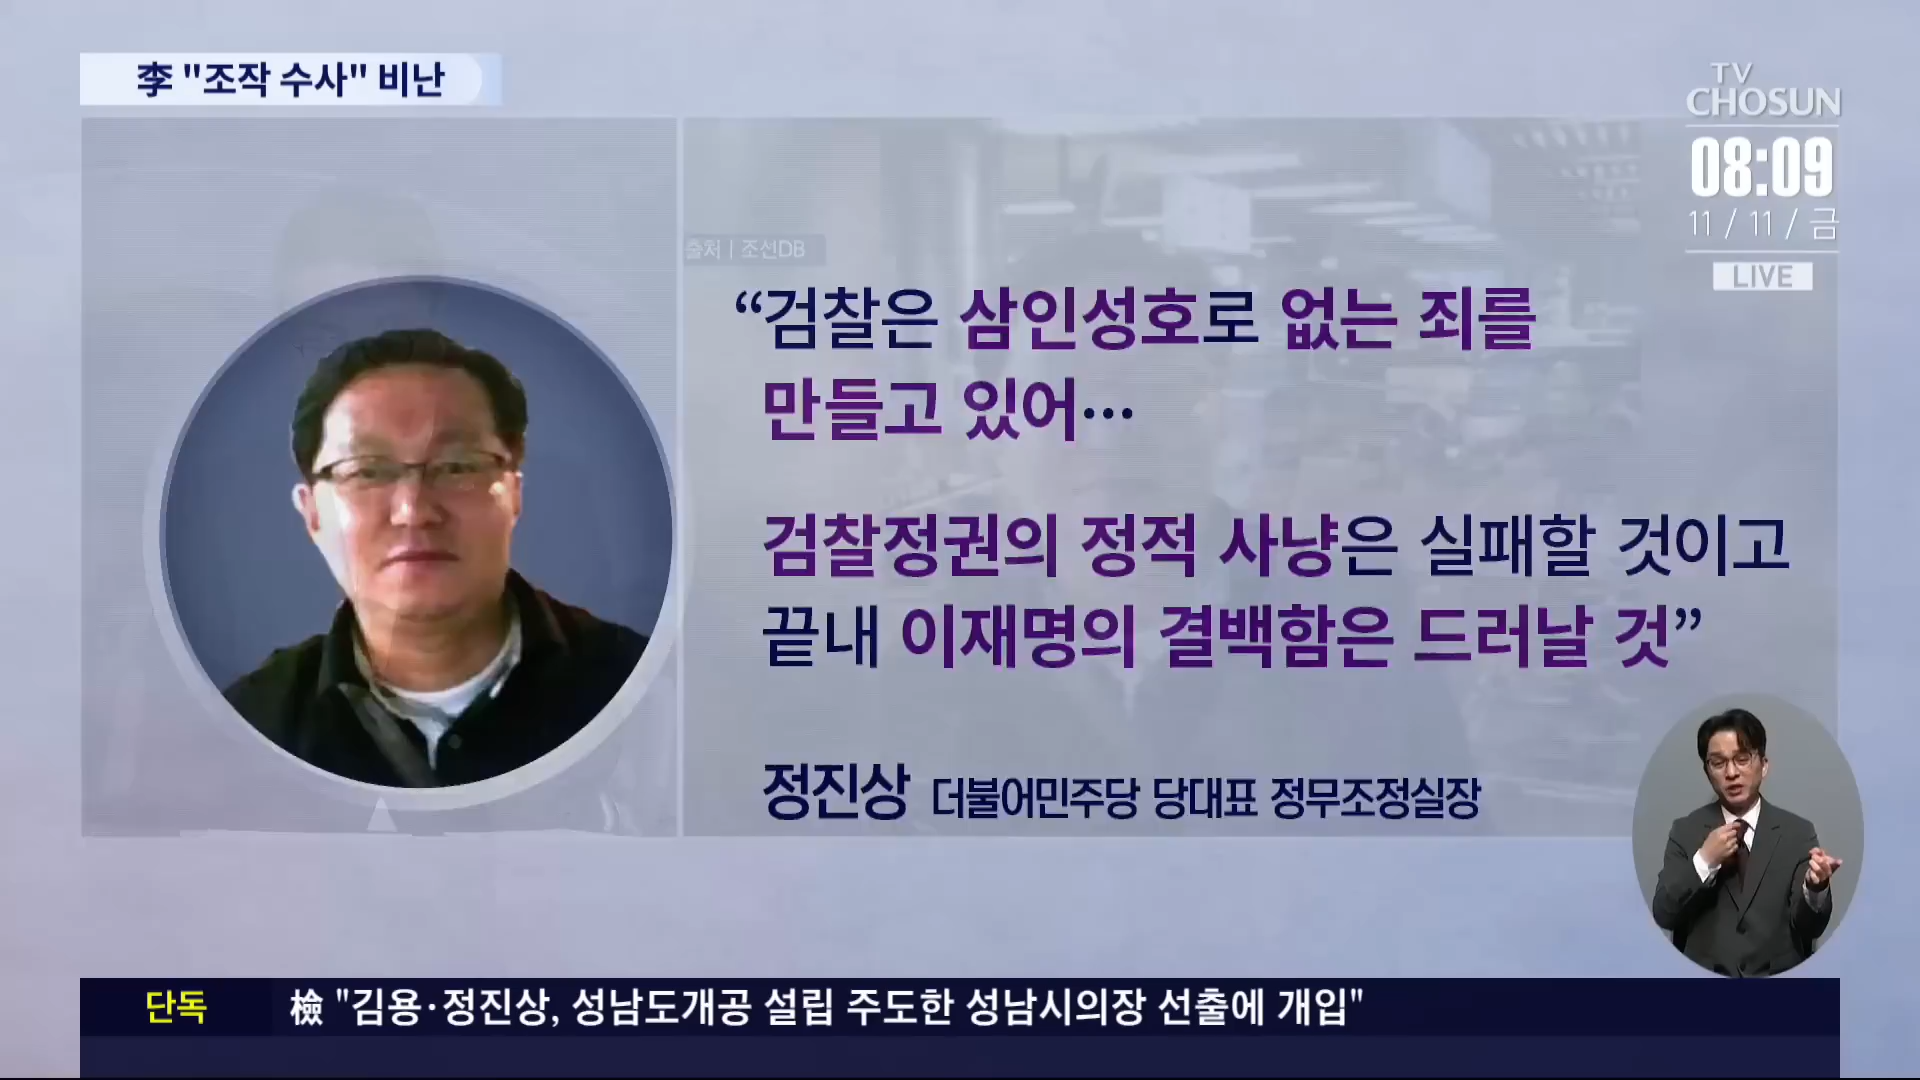 李 "조작 수사" 비난
TV
CHOSUN
08:09
11 / 11 / 금
LIVE
출처 | 조선DB
“검찰은 삼인성호로 없는 죄를
만들고 있어…
검찰정권의 정적 사냥은 실패할 것이고
끝내 이재명의 결백함은 드러날 것”
정진상 더불어민주당 당대표 정무조정실장
단독 檢 "김용·정진상, 성남도개공 설립 주도한 성남시의장 선출에 개입"